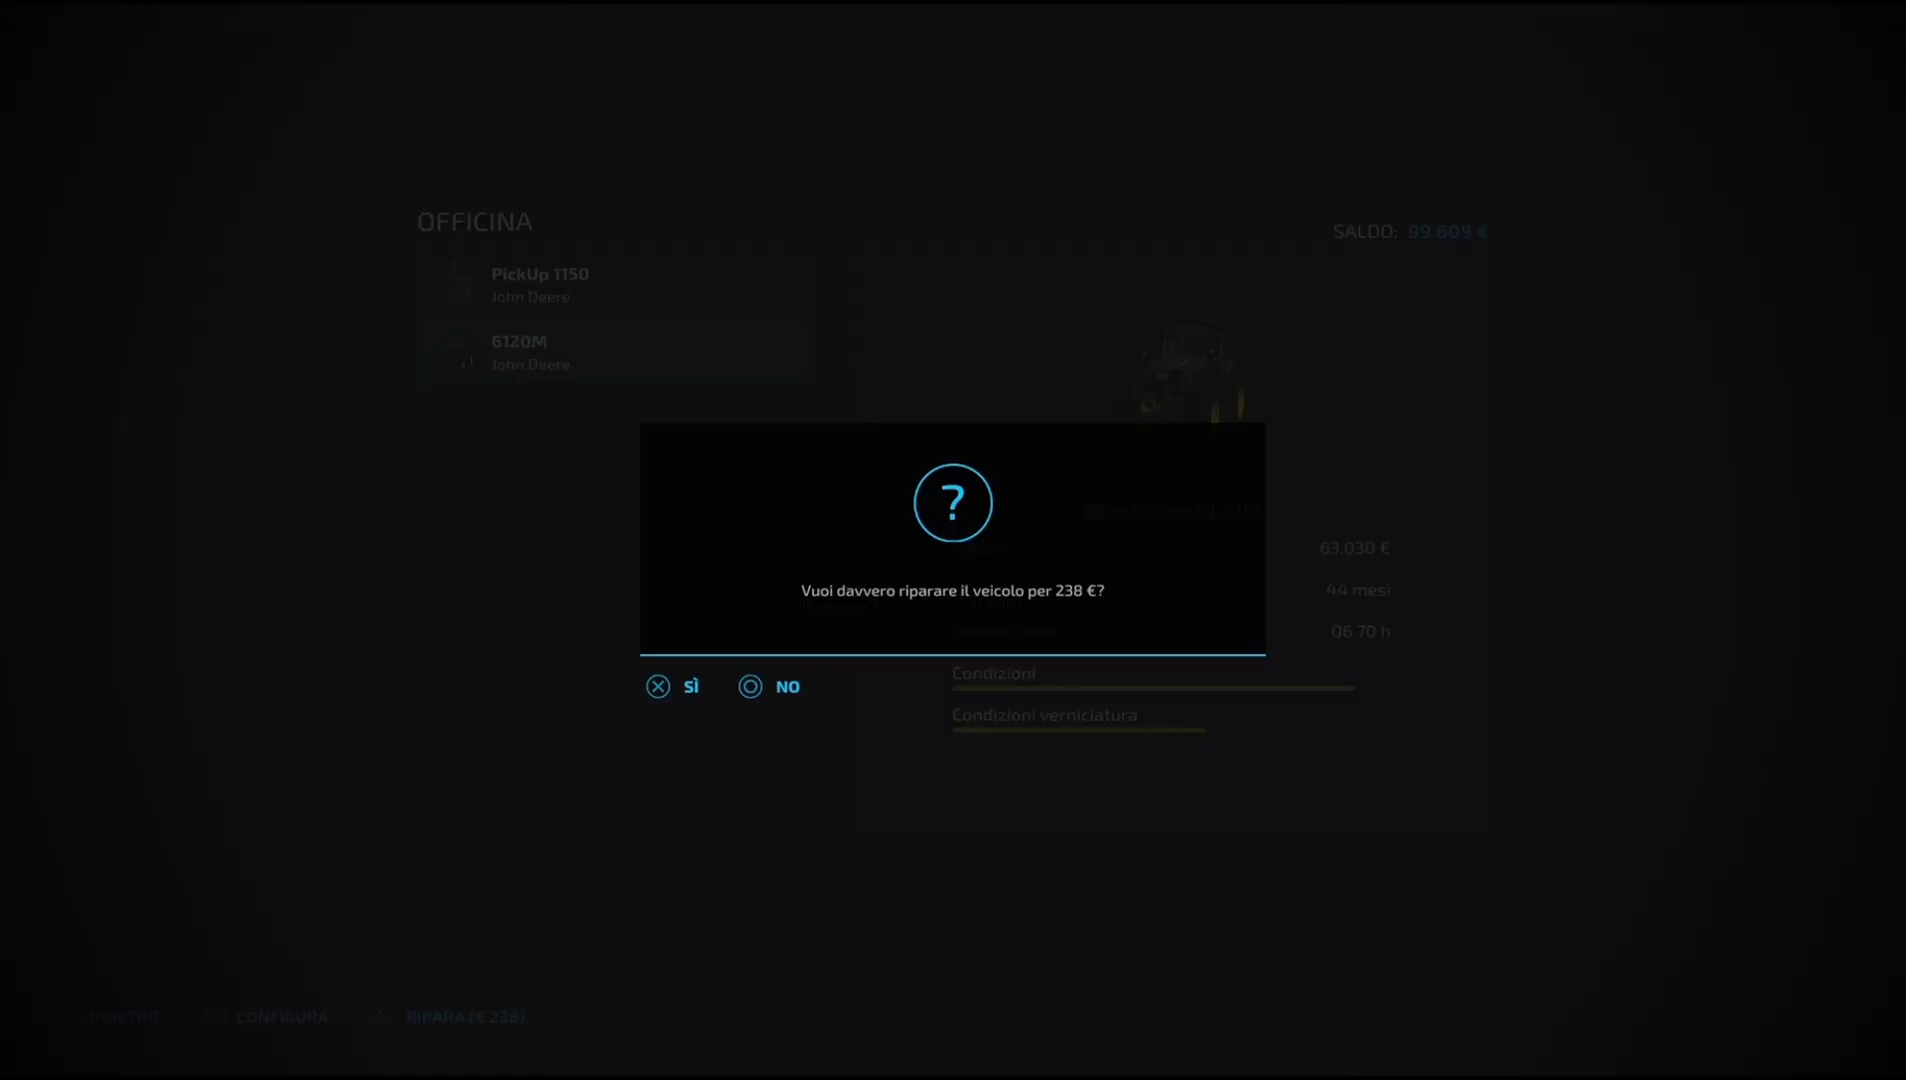 OFFICINA
SALDO: 99 609 €
PickUp 1150
John Deere
6120M
John Deere
?
63.030 €
Vuoi davvero riparare il veicolo per 238 €?
44 mesi
06.70 h
Condizioni
SÌ
NO
Condizioni verniciatura
CONFIGURA
RIPARA (€ 238)